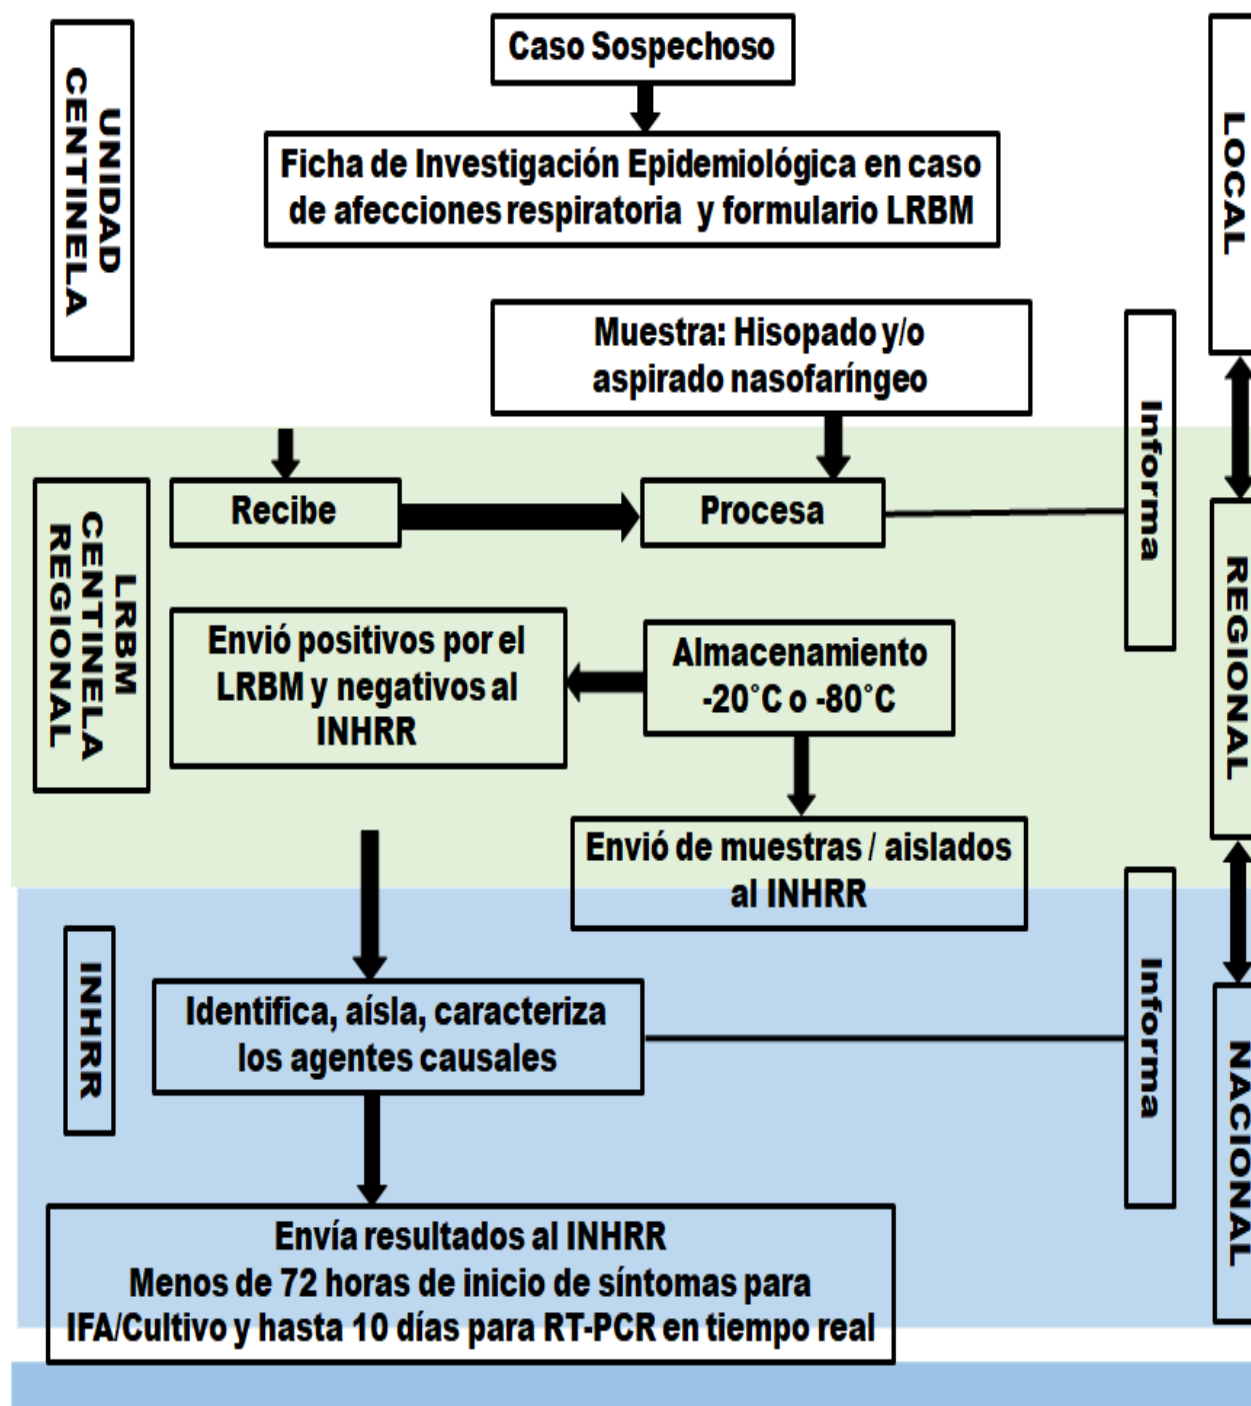 Caso Sospechoso
UNIDAD
CENTINELA
LOCAL
Ficha de Investigación Epidemiológica en caso
de afecciones respiratoria y formulario LRBM
Muestra: Hisopado y/o
aspirado nasofaríngeo
Informa
LRBM
CENTINELA
REGIONAL
Recibe
Procesa
REGIONAL
Envió positivos por el
LRBM y negativos al
INHRR
Almacenamiento
-20°C o -80°C
Envió de muestras / aislados
al INHRR
INHRR
Identifica, aísla, caracteriza
los agentes causales
Informa
NACIONAL
Envía resultados al INHRR
Menos de 72 horas de inicio de síntomas para
IFA/Cultivo y hasta 10 días para RT-PCR en tiempo real